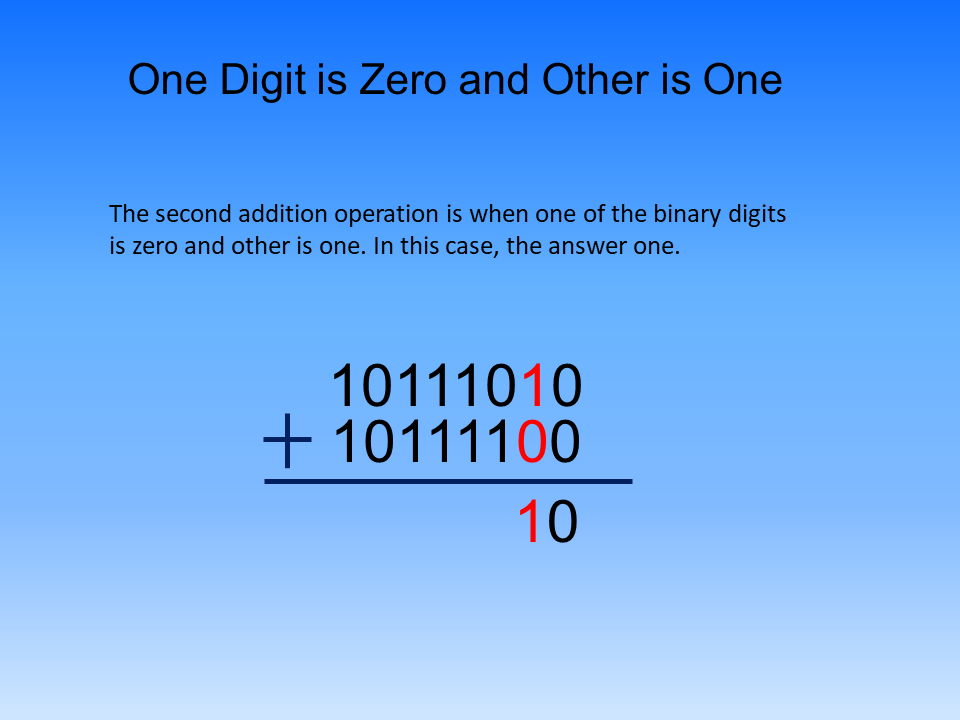 One Digit is Zero and Other is One
The second addition operation is when one of the binary digits
is zero and other is one. In this case, the answer one.
10111010
+ 10111100
10